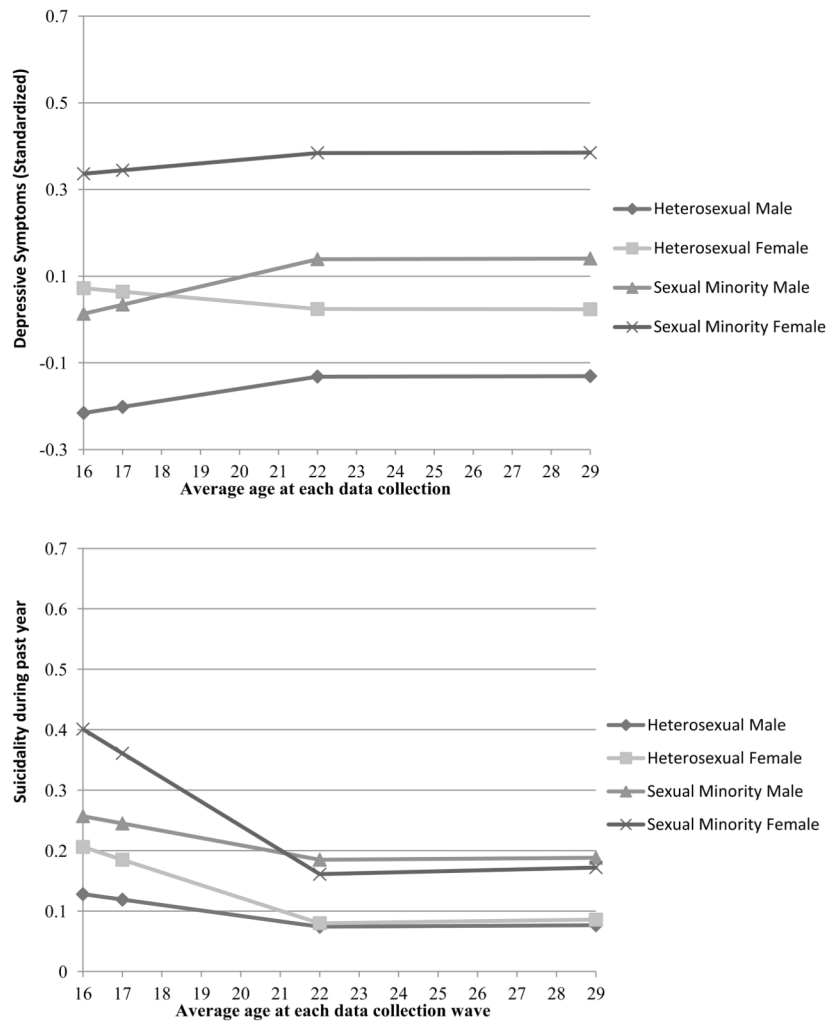 0.7
0.5
0.3
0.1
-0.1
-0.3
Depressive Symptoms (Standardized)
16 17 18 19 20 21 22 23 24 25 26 27 28 29
Average age at each data collection
Heterosexual Male
Heterosexual Female
Sexual Minority Male
Sexual Minority Female
0.7
0.6
0.5
0.4
0.3
0.2
0.1
0
Suicidality during past year
16 17 18 19 20 21 22 23 24 25 26 27 28 29
Average age at each data collection wave
Heterosexual Male
Heterosexual Female
Sexual Minority Male
Sexual Minority Female